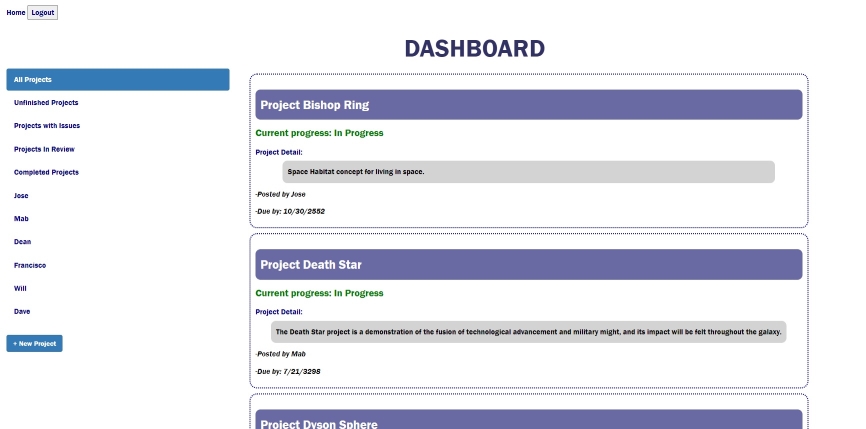 Home Logout
DASHBOARD
All Projects
Unfinished Projects
Projects with Issues
Projects In Review
Completed Projects
Jose
Mab
Dean
Francisco
Will
Dave
+ New Project
Project Bishop Ring
Current progress: In Progress
Project Detail:
Space Habitat concept for living in space.
-Posted by Jose
-Due by: 10/30/2552
Project Death Star
Current progress: In Progress
Project Detail:
The Death Star project is a demonstration of the fusion of technological advancement and military might, and its impact will be felt throughout the galaxy.
-Posted by Mab
-Due by: 7/21/3298
Project Dyson Sphere